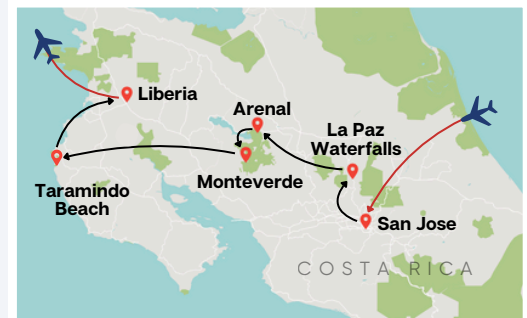 Liberia
Arenal
La Paz
Waterfalls
Monteverde
Taramindo
Beach
San Jose
COSTA RICA